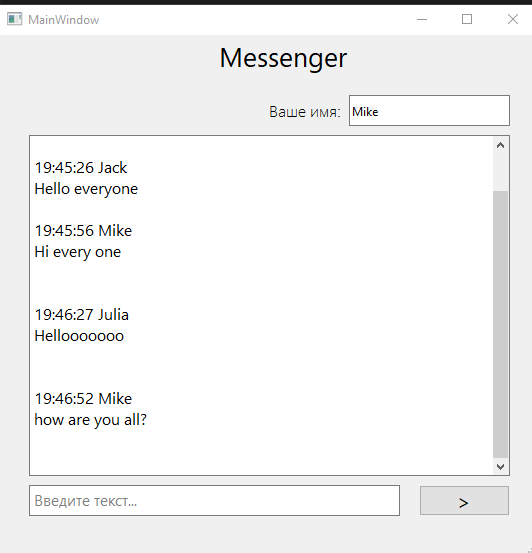 MainWindow
Messenger
Ваше имя: Mike
19:45:26 Jack
Hello everyone
19:45:56 Mike
Hi every one
19:46:27 Julia
Hellooooooo
19:46:52 Mike
how are you all?
Введите текст...
>